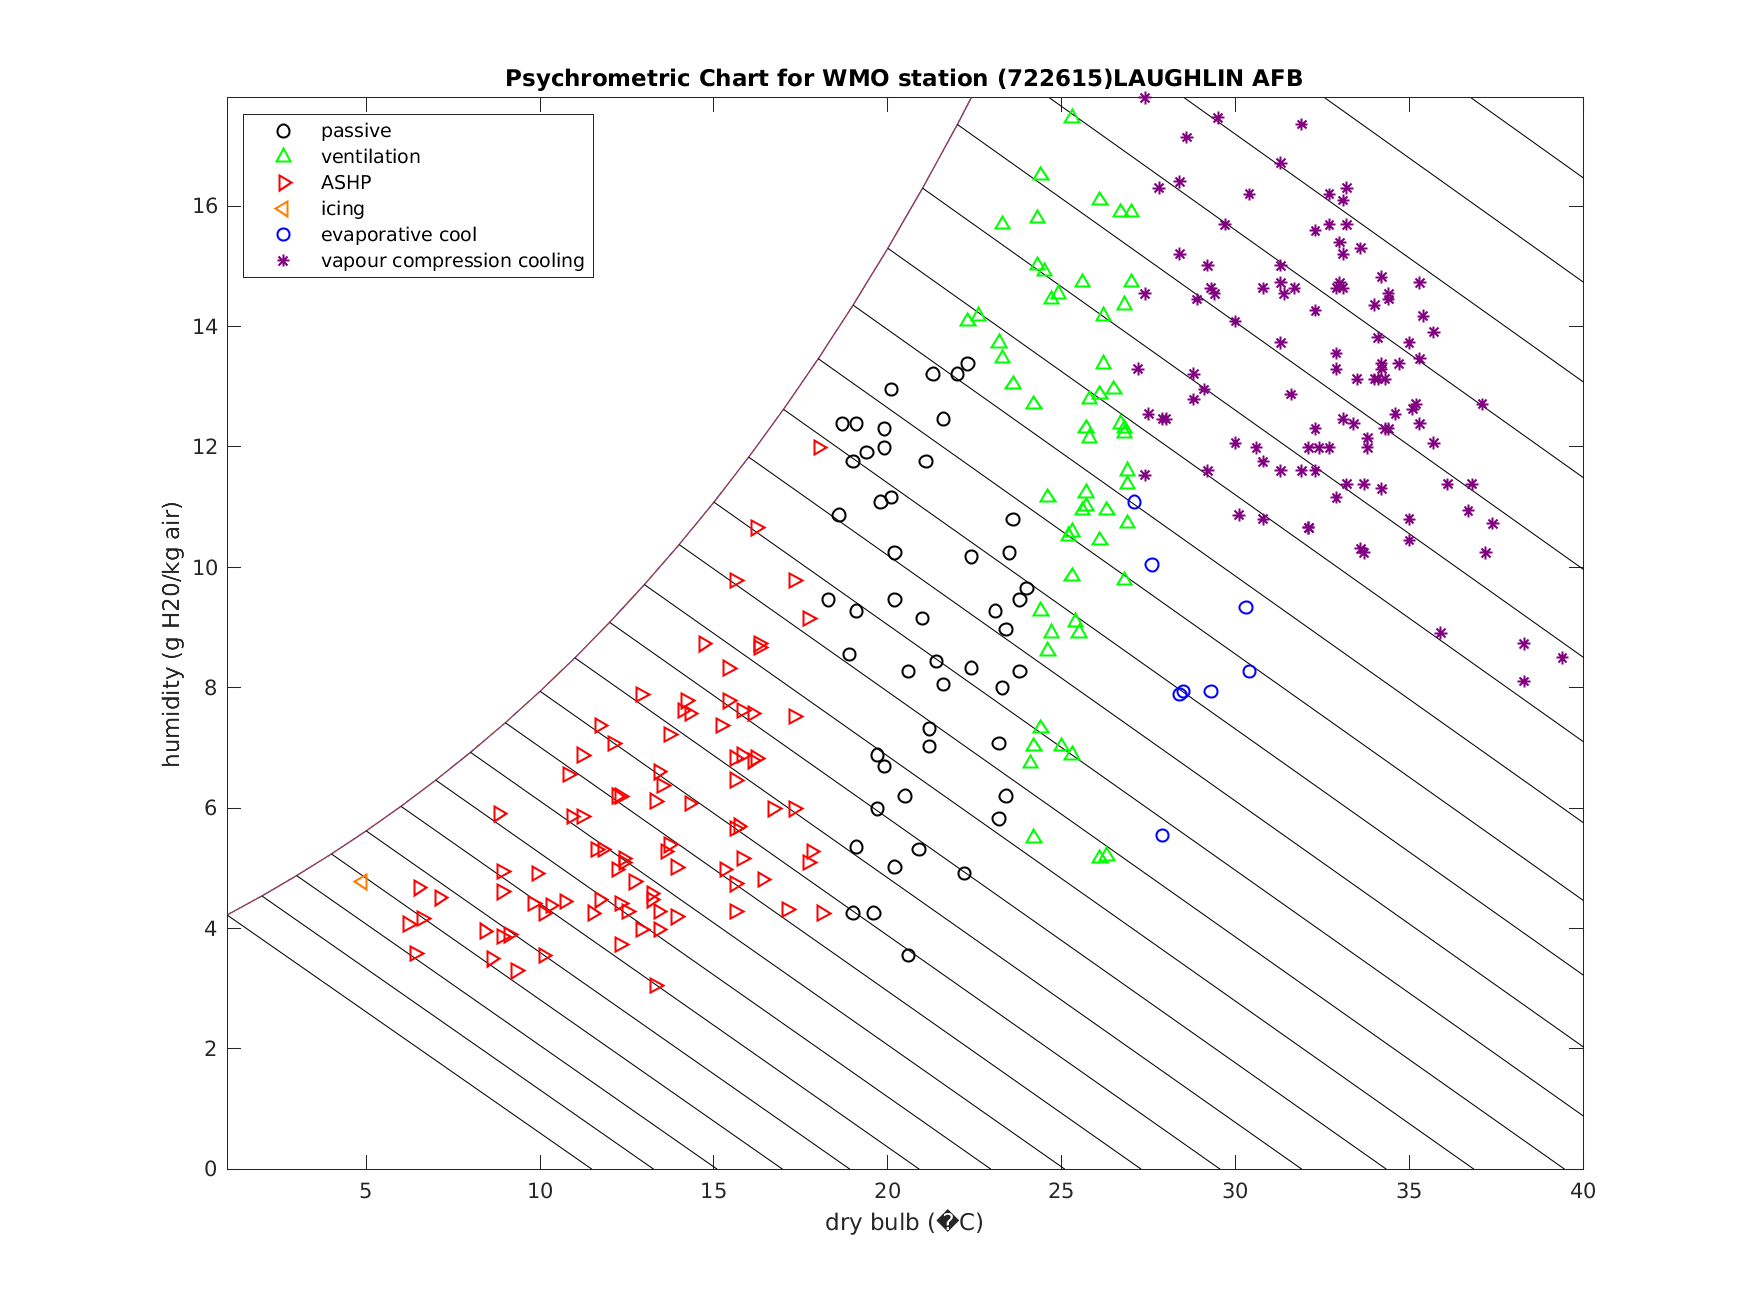 Psychrometric Chart for WMO station (722615)LAUGHLIN AFB
passive
ventilation
ASHP
icing
evaporative cool
vapour compression cooling
humidity (g H20/kg air)
16
14
12
10
8
6
4
2
0
5 10 15 20 25 30 35 40
dry bulb (�C)